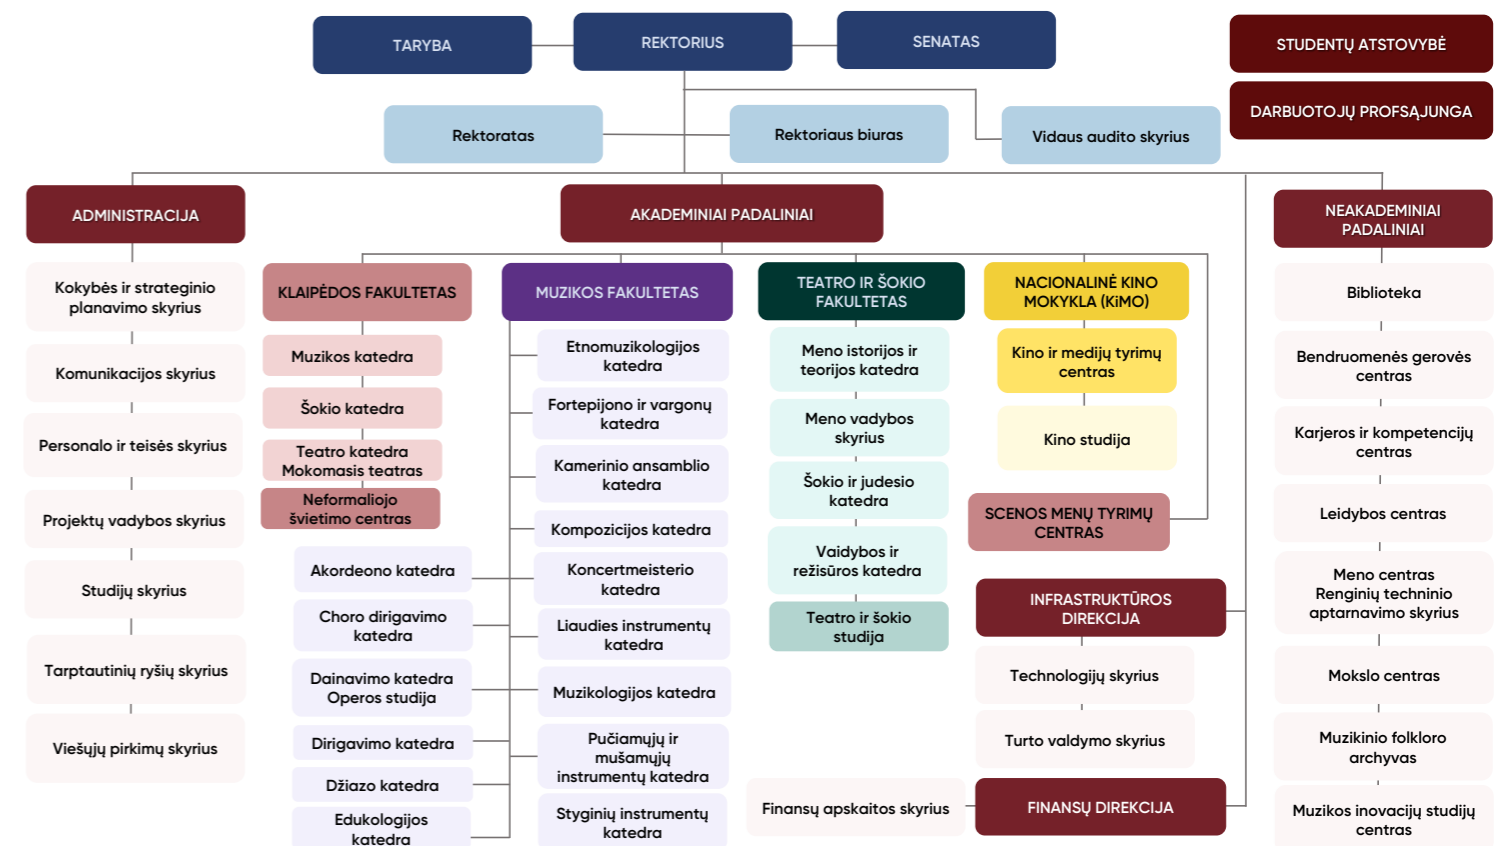 TARYBA
REKTORIUS
SENATAS
STUDENTŲ ATSTOVYBĖ
DARBUOTOJŲ PROFSĄJUNGA
Rektoratas
Rektoriaus biuras
Vidaus audito skyrius
ADMINISTRACIJA
Kokybės ir strateginio
planavimo skyrius
Komunikacijos skyrius
Personalo ir teisės skyrius
Projektų vadybos skyrius
Studijų skyrius
Tarptautinių ryšių skyrius
Viešųjų pirkimų skyrius
AKADEMINIAI PADALINIAI
KLAIPĖDOS FAKULTETAS
Muzikos katedra
Šokio katedra
Teatro katedra
Mokomasis teatras
Neformaliojo
švietimo centras
MUZIKOS FAKULTETAS
Etnomuzikologijos
katedra
Fortepijono ir vargonų
katedra
Kamerinio ansamblio
katedra
Kompozicijos katedra
Koncertmeisterio
katedra
Liaudies instrumentų
katedra
Muzikologijos katedra
Pučiamųjų ir
mušamųjų
instrumentų katedra
Styginių instrumentų
katedra
Akordeono katedra
Choro dirigavimo
katedra
Dainavimo katedra
Operos studija
Dirigavimo katedra
Džiazo katedra
Edukologijos
katedra
TEATRO IR ŠOKIO
FAKULTETAS
Meno istorijos ir
teorijos katedra
Meno vadybos
skyrius
Šokio ir judesio
katedra
Vaidybos ir
režisūros katedra
Teatro ir šokio
studija
NACIONALINĖ KINO
MOKYKLA (KiMO)
Kino ir medijų tyrimų
centras
Kino studija
SCENOS MENŲ TYRIMŲ
CENTRAS
INFRASTRUKTŪROS
DIREKCIJA
Technologijų skyrius
Turto valdymo skyrius
Finansų apskaitos skyrius
FINANSŲ DIREKCIJA
NEAKADEMINIAI
PADALINIAI
Biblioteka
Bendruomenės gerovės
centras
Karjeros ir kompetencijų
centras
Leidybos centras
Meno centras
Renginių techninio
aptarnavimo skyrius
Mokslo centras
Muzikinio folkloro
archyvas
Muzikos inovacijų studijų
centras